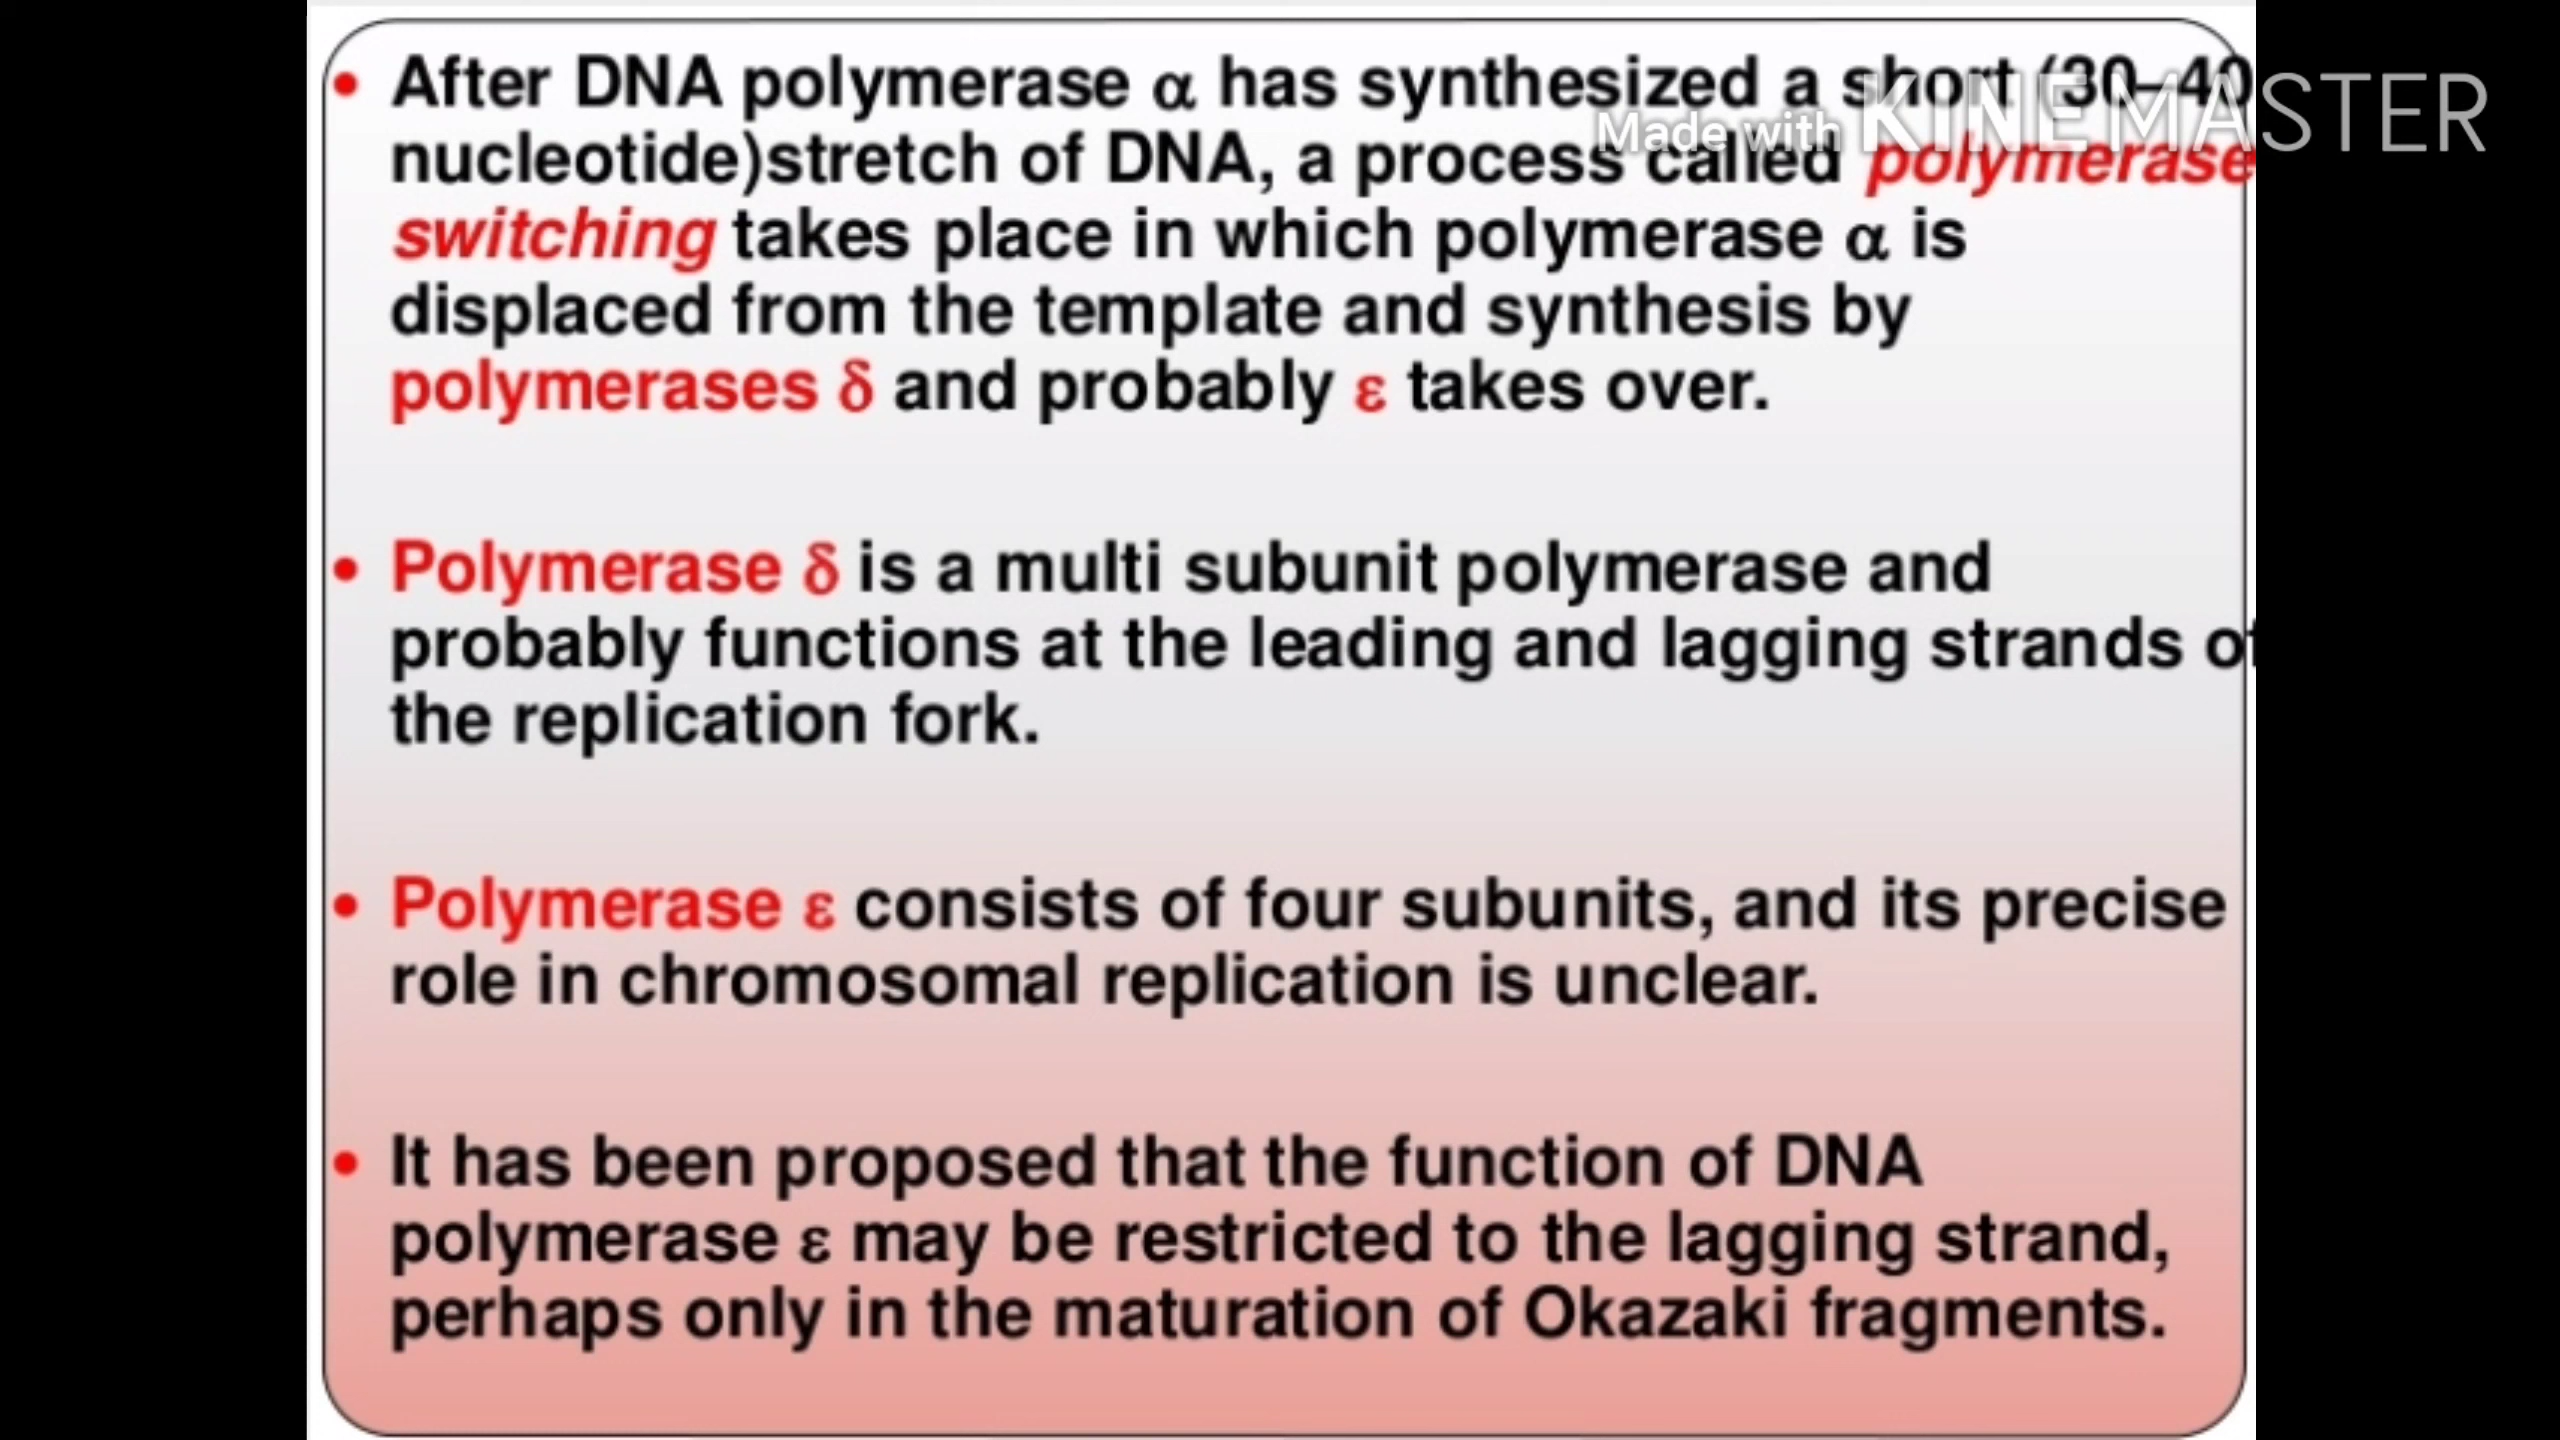 • After DNA polymerase α has synthesized a short (30–40
nucleotide)stretch of DNA, a process called polymerase
switching takes place in which polymerase α is
displaced from the template and synthesis by
polymerases δ and probably ε takes over.
• Polymerase δ is a multi subunit polymerase and
probably functions at the leading and lagging strands of
the replication fork.
• Polymerase ε consists of four subunits, and its precise
role in chromosomal replication is unclear.
• It has been proposed that the function of DNA
polymerase ε may be restricted to the lagging strand,
perhaps only in the maturation of Okazaki fragments.
Made with KINEMASTER